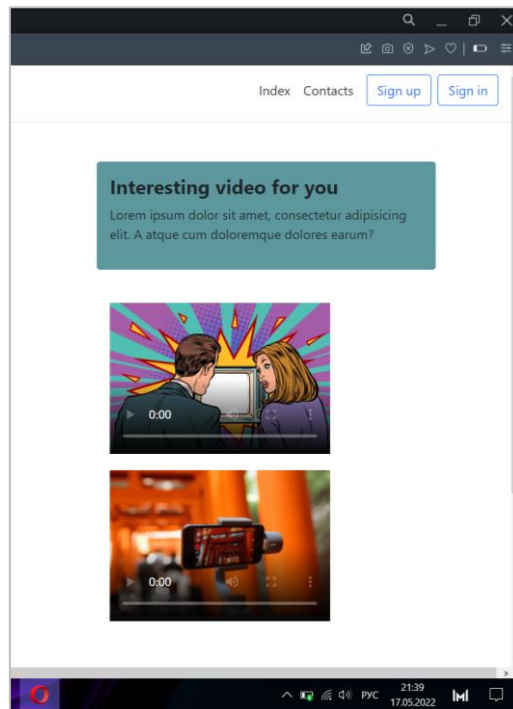 Index Contacts Sign up Sign in
Interesting video for you
Lorem ipsum dolor sit amet, consectetur adipisicing
elit. A atque cum doloremque dolores earum?
0:00
0:00
РУС
21:39
17.05.2022